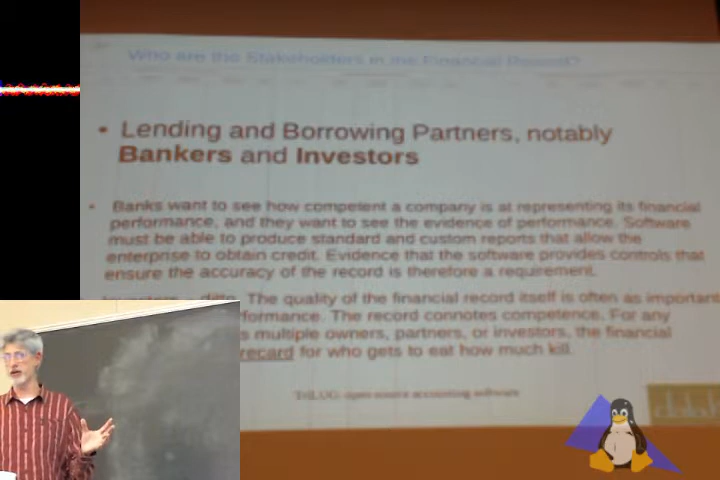 Who are the Stakeholders in the Financial Record?
• Lending and Borrowing Partners, notably
Bankers and Investors
• Banks want to see how competent a company is at representing its financial
performance, and they want to see the evidence of performance. Software
must be able to produce standard and custom reports that allow the
enterprise to obtain credit. Evidence that the software provides controls that
ensure the accuracy of the record is therefore a requirement.
ditto. The quality of the financial record itself is often as important
The record connotes competence. For any
multiple owners, partners, or investors, the financial
record for who gets to eat how much kill.
TriLUG: open source accounting software